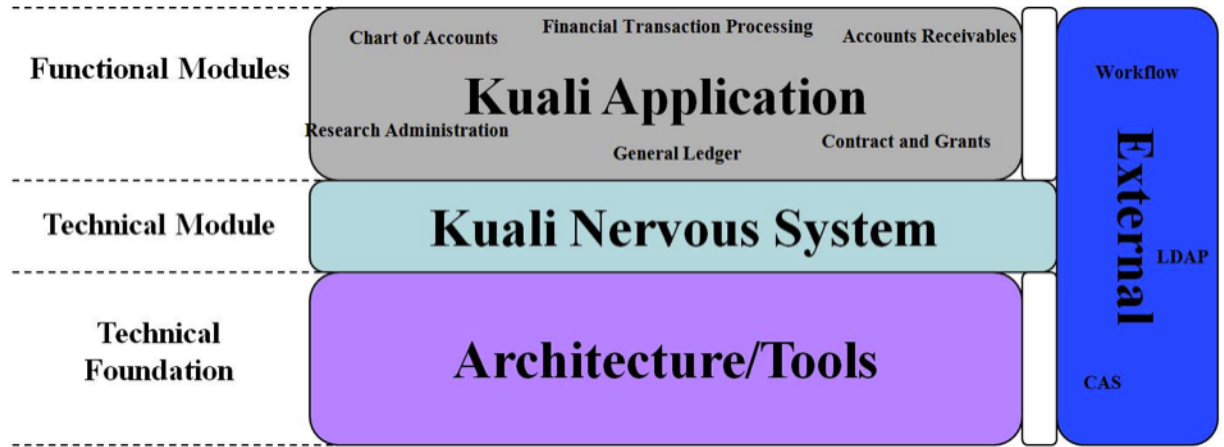 Functional Modules
Chart of Accounts
Financial Transaction Processing
Accounts Receivables
Kuali Application
Research Administration
General Ledger
Contract and Grants
Technical Module
Kuali Nervous System
Technical
Foundation
Architecture/Tools
Workflow
External
LDAP
CAS